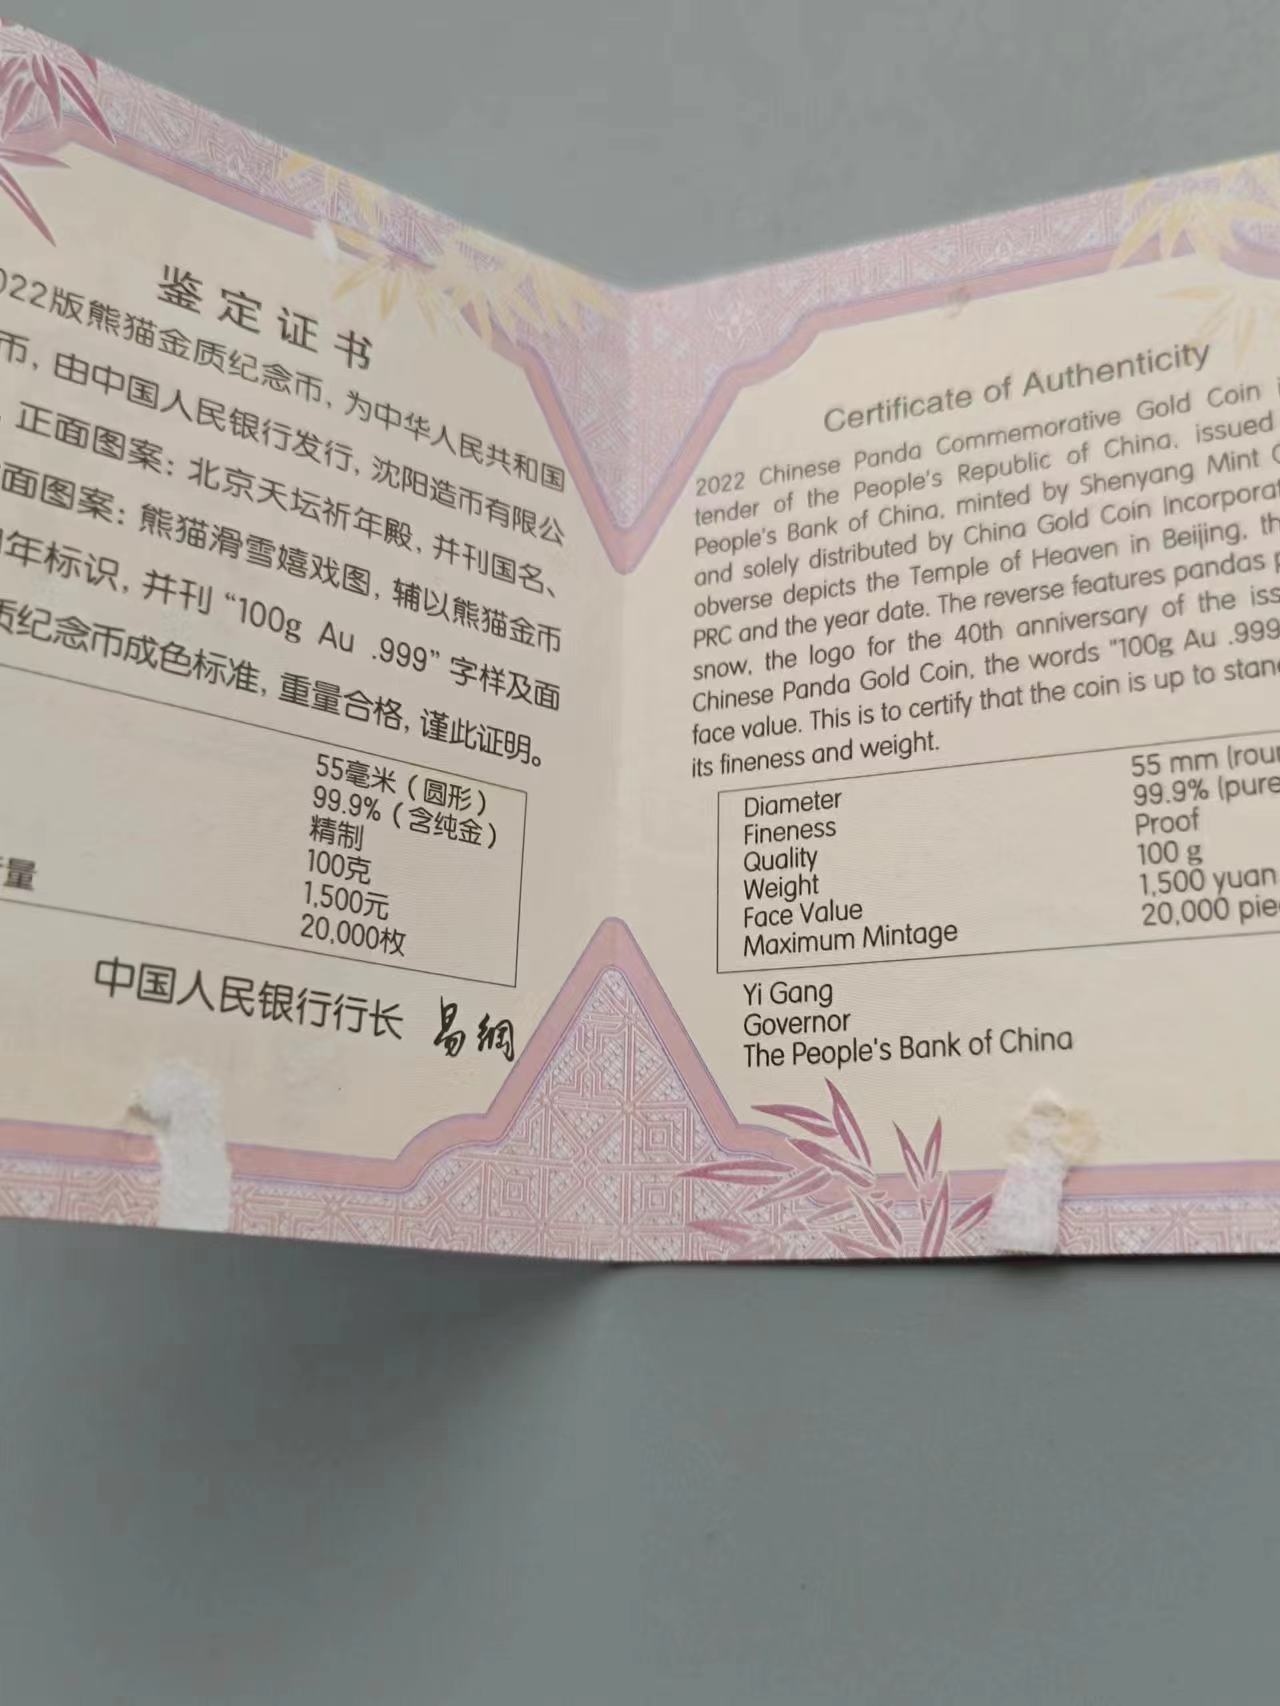 鉴定证书
022版熊猫金质纪念币，为中华人民共和国
币，由中国人民银行发行，沈阳造币有限公
，正面图案：北京天坛祈年殿，并刊国名、
面图案：熊猫滑雪嬉戏图，辅以熊猫金币
年标识，并刊“100g Au .999”字样及面
质纪念币成色标准，重量合格，谨此证明。
55毫米（圆形）
99.9%（含纯金）
精制
100克
1,500元
量 20,000枚
中国人民银行行长 易纲
Certificate of Authenticity
2022 Chinese Panda Commemorative Gold Coin
tender of the People's Republic of China, issued
People's Bank of China, minted by Shenyang Mint
and solely distributed by China Gold Coin Incorporat
obverse depicts the Temple of Heaven in Beijing, th
PRC and the year date. The reverse features pandas
snow, the logo for the 40th anniversary of the iss
Chinese Panda Gold Coin, the words "100g Au .999
face value. This is to certify that the coin is up to stan
its fineness and weight.
Diameter 55 mm (rou
Fineness 99.9% (pure
Quality Proof
Weight 100 g
Face Value 1,500 yuan
Maximum Mintage 20,000 pie
Yi Gang
Governor
The People's Bank of China